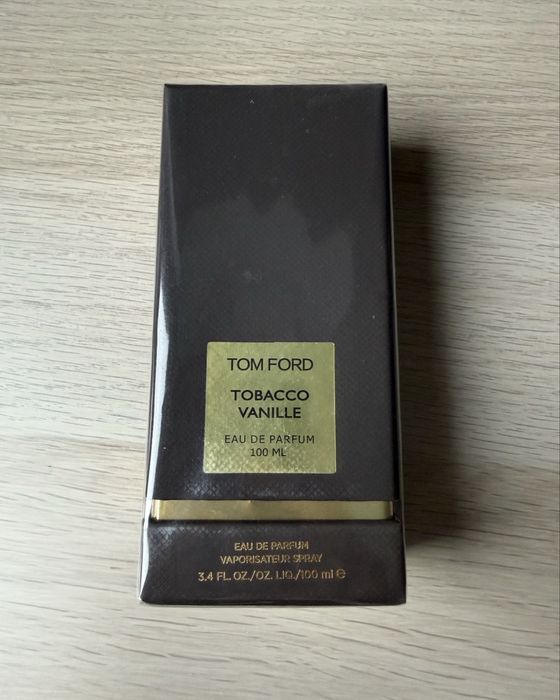 TOM FORD
TOBACCO
VANILLE
EAU DE PARFUM
100 ML
EAU DE PARFUM
VAPORISATEUR SPRAY
3.4 FL. OZ./OZ. LIQ./100 ml ℮